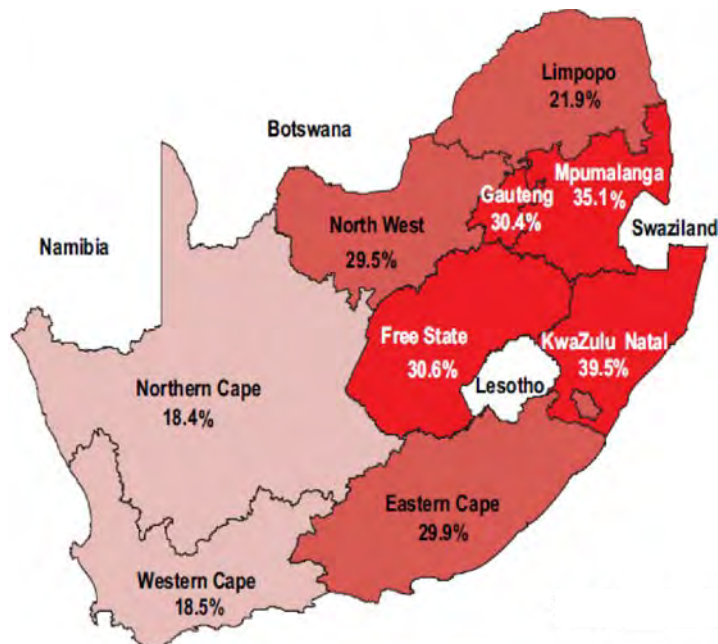 Limpopo
21.9%
Botswana
Mpumalanga
35.1%
Gauteng
30.4%
North West
29.5%
Swaziland
Namibia
Free State
30.6%
KwaZulu Natal
39.5%
Lesotho
Northern Cape
18.4%
Eastern Cape
29.9%
Western Cape
18.5%